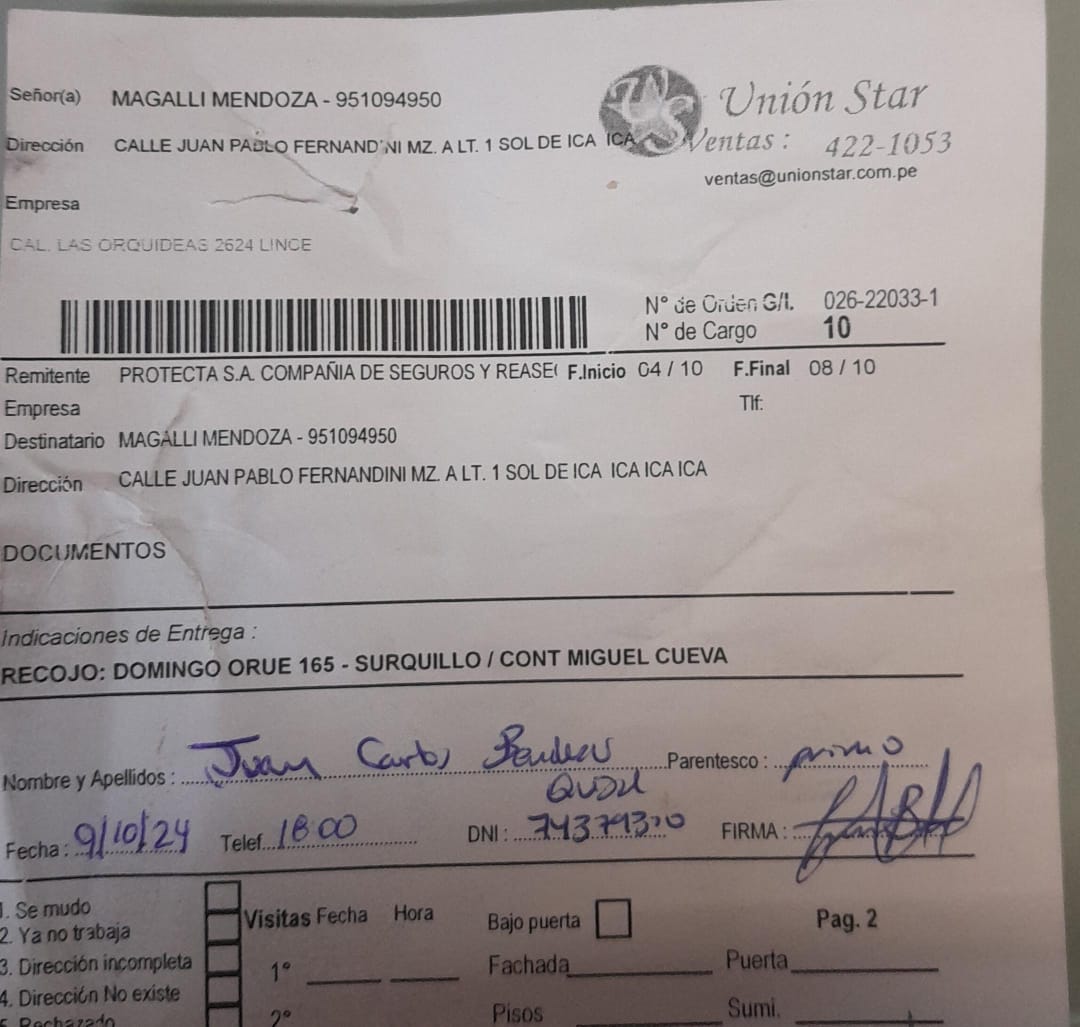 Señor(a) MAGALLI MENDOZA - 951094950
Unión Star
Dirección CALLE JUAN PABLO FERNANDINI MZ. A LT. 1 SOL DE ICA ICA
Ventas : 422-1053
ventas@unionstar.com.pe
Empresa
CAL. LAS ORQUIDEAS 2624 LINCE
N° de Orden G/I. 026-22033-1
N° de Cargo 10
Remitente PROTECTA S.A. COMPAÑIA DE SEGUROS Y REASE( F.Inicio 04 / 10 F.Final 08 / 10
Empresa Tlf:
Destinatario MAGALLI MENDOZA - 951094950
Dirección CALLE JUAN PABLO FERNANDINI MZ. A LT. 1 SOL DE ICA ICA ICA ICA
DOCUMENTOS
Indicaciones de Entrega :
RECOJO: DOMINGO ORUE 165 - SURQUILLO / CONT MIGUEL CUEVA
Nombre y Apellidos : Juan Carlos Parentesco : primo
Fecha : 9/10/24 Telef. 18 00 DNI : FIRMA :
1. Se mudo
2. Ya no trabaja
3. Dirección incompleta
4. Dirección No existe
5. Rechazado
Visitas Fecha Hora Bajo puerta Pag. 2
1° Fachada Puerta
2° Pisos Sumi.